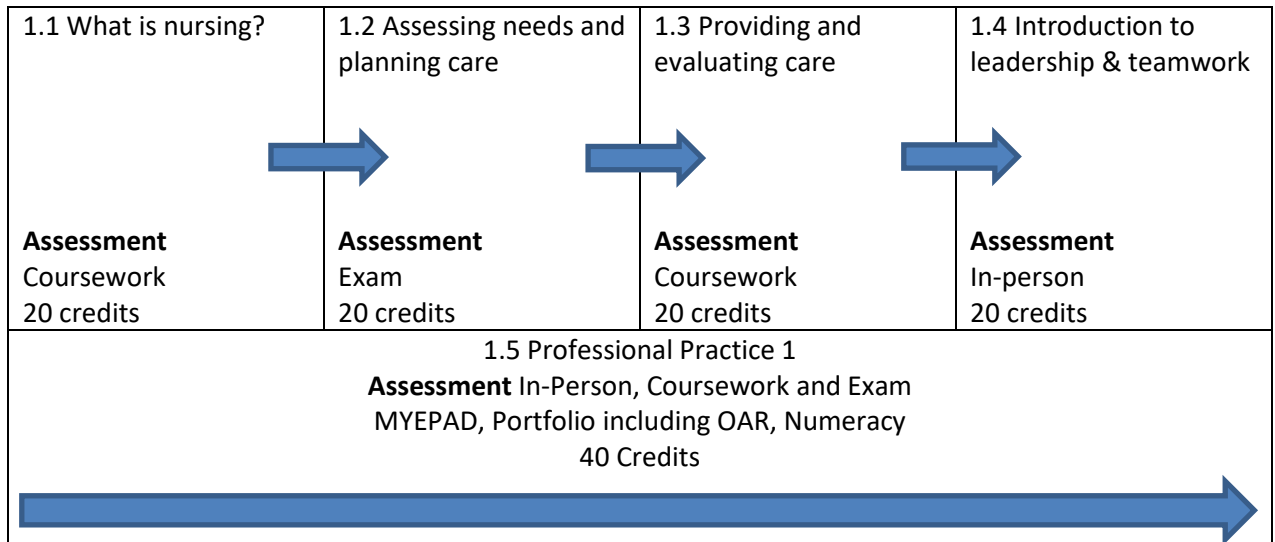 1.1 What is nursing?
1.2 Assessing needs and
planning care
1.3 Providing and
evaluating care
1.4 Introduction to
leadership & teamwork
Assessment
Coursework
20 credits
Assessment
Exam
20 credits
Assessment
Coursework
20 credits
Assessment
In-person
20 credits
1.5 Professional Practice 1
Assessment In-Person, Coursework and Exam
MYEPAD, Portfolio including OAR, Numeracy
40 Credits